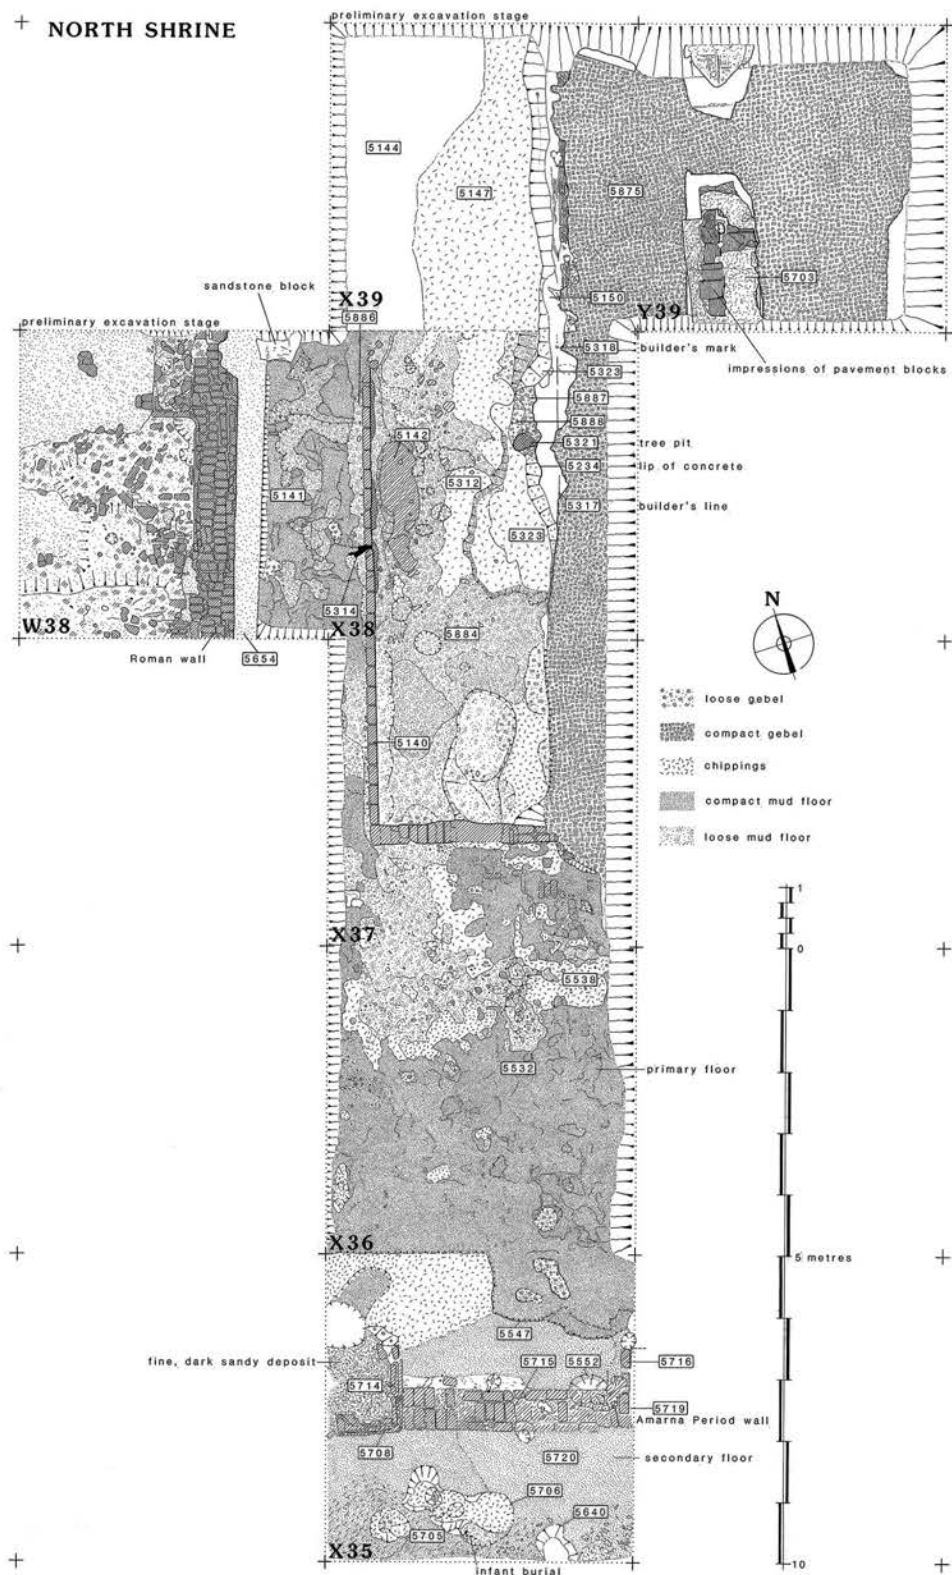 preliminary excavation stage
NORTH SHRINE
5144
5147
5875
5703
sandstone block
X39
5886
5150
Y39
preliminary excavation stage
5318 builder's mark
5323 impressions of pavement blocks
5887
5888
5142
5321 tree pit
5312
5234 lip of concrete
5141
5317 builder's line
5323
5314
W38
X38
5884
Roman wall
5654
N
loose gebel
compact gebel
5140
chippings
compact mud floor
loose mud floor
1
X37
0
5538
5532
primary floor
X36
5 metres
5547
fine, dark sandy deposit
5715
5552
5716
5714
5719
Amarna Period wall
5708
5720
secondary floor
5706
5640
5705
X35
10
infant burial